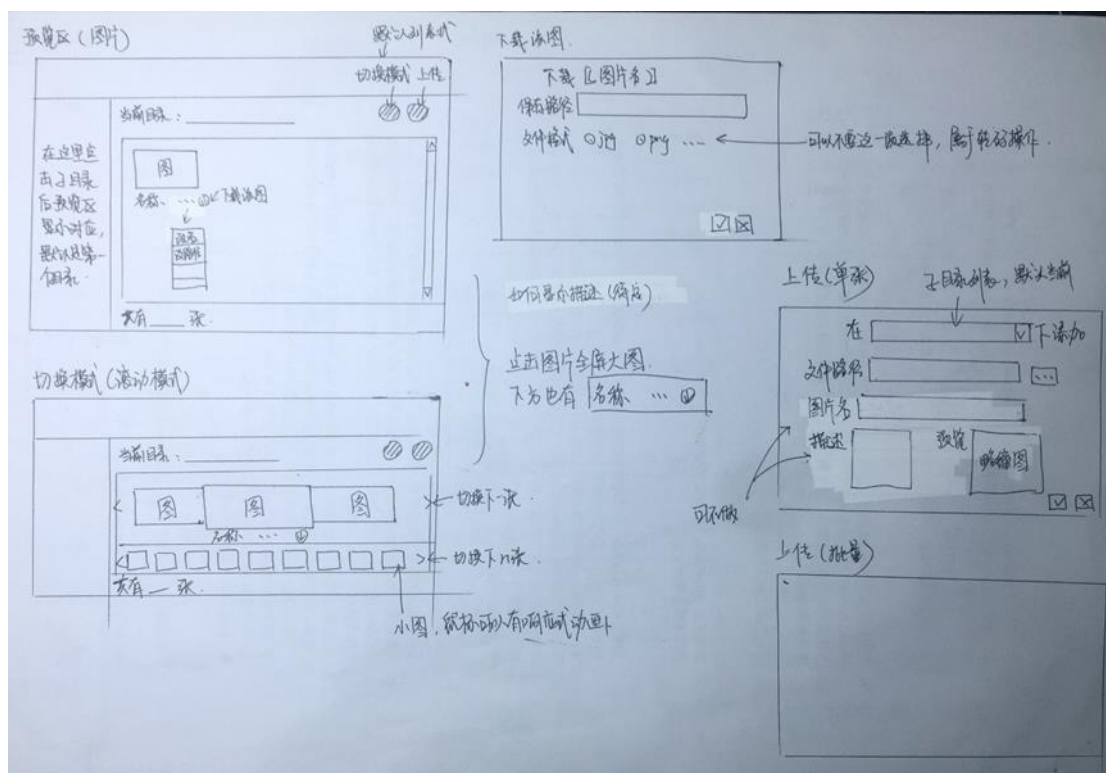 预览区(图片)
默认列表式
切换模式 上传
当前目录:
在这里点
击子目录
后预览区
显示对应,
默认是第一
个目录.
图
名称、 ... 下载该图
改名
共有 张.
切换模式(滚动模式)
当前目录:
图 图 图
名称、 ...
切换下一张.
切换下n张.
共有 张.
小图,鼠标可以有响应式动画
如何显示描述(待定)
点击图片全屏大图.
下方也有 名称、 ...
下载该图.
下载【图片名】
保存路径
文件格式 jpg png ....
可以不要这一版选择,属于转码操作.
上传(单张)
子目录列表,默认当前
在 下添加
文件路径 ...
图片名
描述 预览 略缩图
可不做
上传(批量)